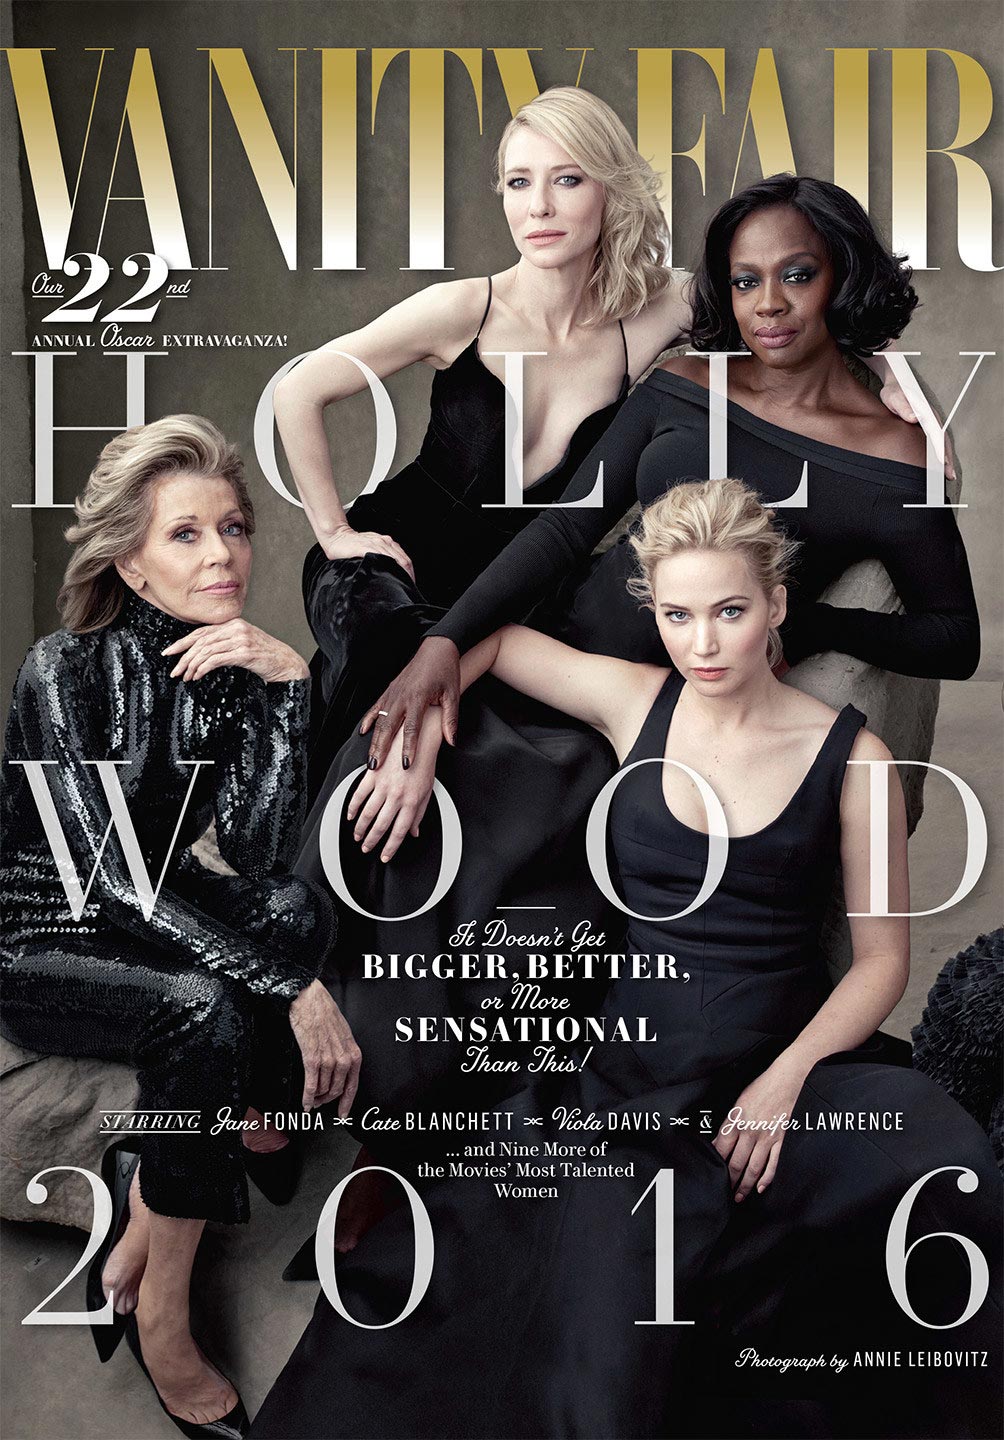 VANITY FAIR
Our 22nd
ANNUAL Oscar EXTRAVAGANZA!
HOLLY
WOOD
It Doesn't Get
BIGGER, BETTER,
or More
SENSATIONAL
Than This!
STARRING Jane FONDA Cate BLANCHETT Viola DAVIS & Jennifer LAWRENCE
... and Nine More of
the Movies' Most Talented
Women
2016
Photograph by ANNIE LEIBOVITZ